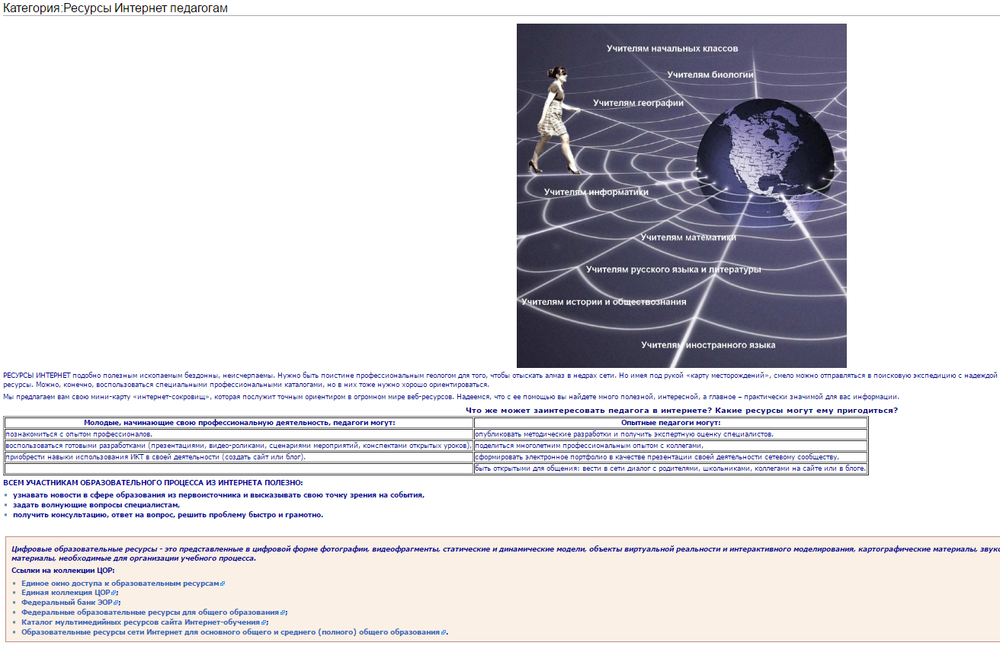 Категория:Ресурсы Интернет педагогам
Учителям начальных классов
Учителям биологии
Учителям географии
Учителям информатики
Учителям математики
Учителям русского языка и литературы
Учителям истории и обществознания
Учителям иностранного языка
РЕСУРСЫ ИНТЕРНЕТ подобно полезным ископаемым бездонны, неисчерпаемы. Нужно быть поистине профессиональным геологом для того, чтобы отыскать алмаз в недрах сети. Но имея под рукой «карту месторождений», смело можно отправляться в поисковую экспедицию с надеждой
ресурсы. Можно, конечно, воспользоваться специальными профессиональными каталогами, но в них тоже нужно хорошо ориентироваться.
Мы предлагаем вам свою мини-карту «интернет-сокровищ», которая послужит точным ориентиром в огромном мире веб-ресурсов. Надеемся, что с ее помощью вы найдете много полезной, интересной, а главное – практически значимой для вас информации.
Что же может заинтересовать педагога в интернете? Какие ресурсы могут ему пригодиться?
Молодые, начинающие свою профессиональную деятельность, педагоги могут: Опытные педагоги могут:
познакомиться с опытом профессионалов, опубликовать методические разработки и получить экспертную оценку специалистов,
воспользоваться готовыми разработками (презентациями, видео-роликами, сценариями мероприятий, конспектами открытых уроков), поделиться многолетним профессиональным опытом с коллегами,
приобрести навыки использования ИКТ в своей деятельности (создать сайт или блог). сформировать электронное портфолио в качестве презентации своей деятельности сетевому сообществу,
быть открытыми для общения: вести в сети диалог с родителями, школьниками, коллегами на сайте или в блоге.
ВСЕМ УЧАСТНИКАМ ОБРАЗОВАТЕЛЬНОГО ПРОЦЕССА ИЗ ИНТЕРНЕТА ПОЛЕЗНО:
узнавать новости в сфере образования из первоисточника и высказывать свою точку зрения на события,
задать волнующие вопросы специалистам,
получить консультацию, ответ на вопрос, решить проблему быстро и грамотно.
Цифровые образовательные ресурсы - это представленные в цифровой форме фотографии, видеофрагменты, статические и динамические модели, объекты виртуальной реальности и интерактивного моделирования, картографические материалы,
материалы, необходимые для организации учебного процесса.
Ссылки на коллекции ЦОР:
Единое окно доступа к образовательным ресурсам
Единая коллекция ЦОР;
Федеральный банк ЭОР;
Федеральные образовательные ресурсы для общего образования;
Каталог мультимедийных ресурсов сайта Интернет-обучения;
Образовательные ресурсы сети Интернет для основного общего и среднего (полного) общего образования.